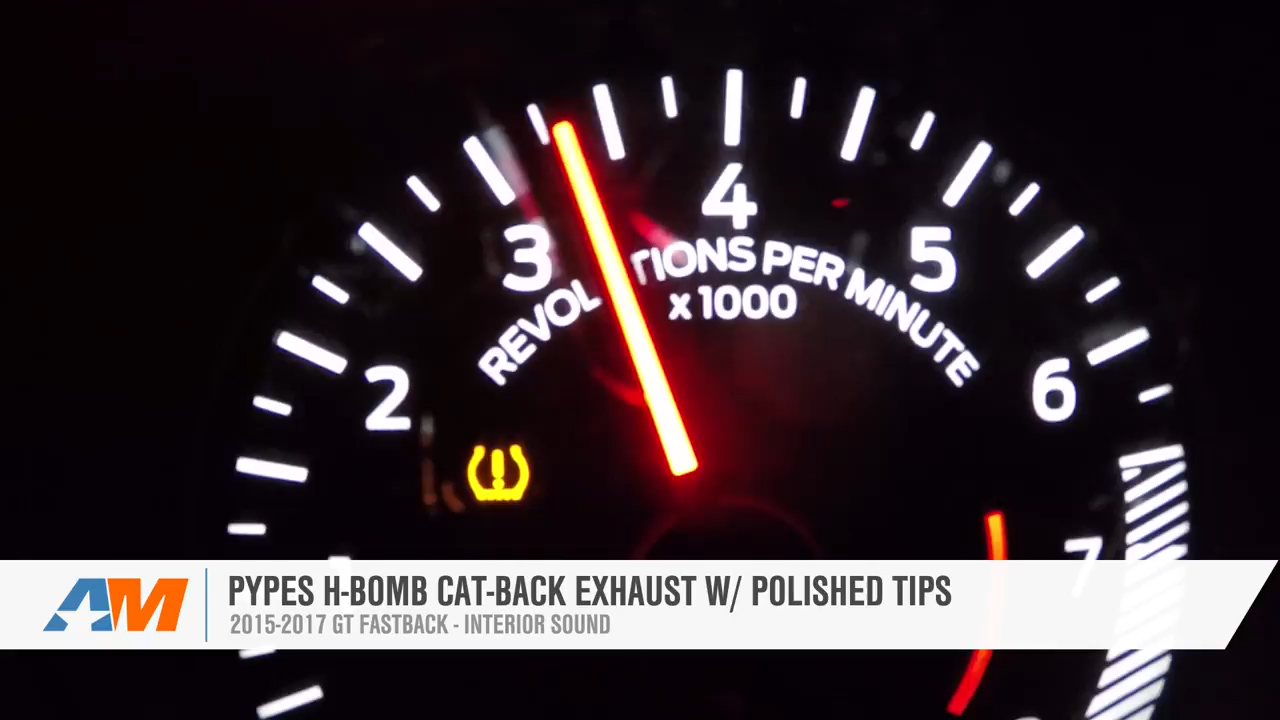 4
3
5
REVOL TIONS PER MINUTE
x 1000
2
6
7
AM
PYPES H-BOMB CAT-BACK EXHAUST W/ POLISHED TIPS
2015-2017 GT FASTBACK - INTERIOR SOUND